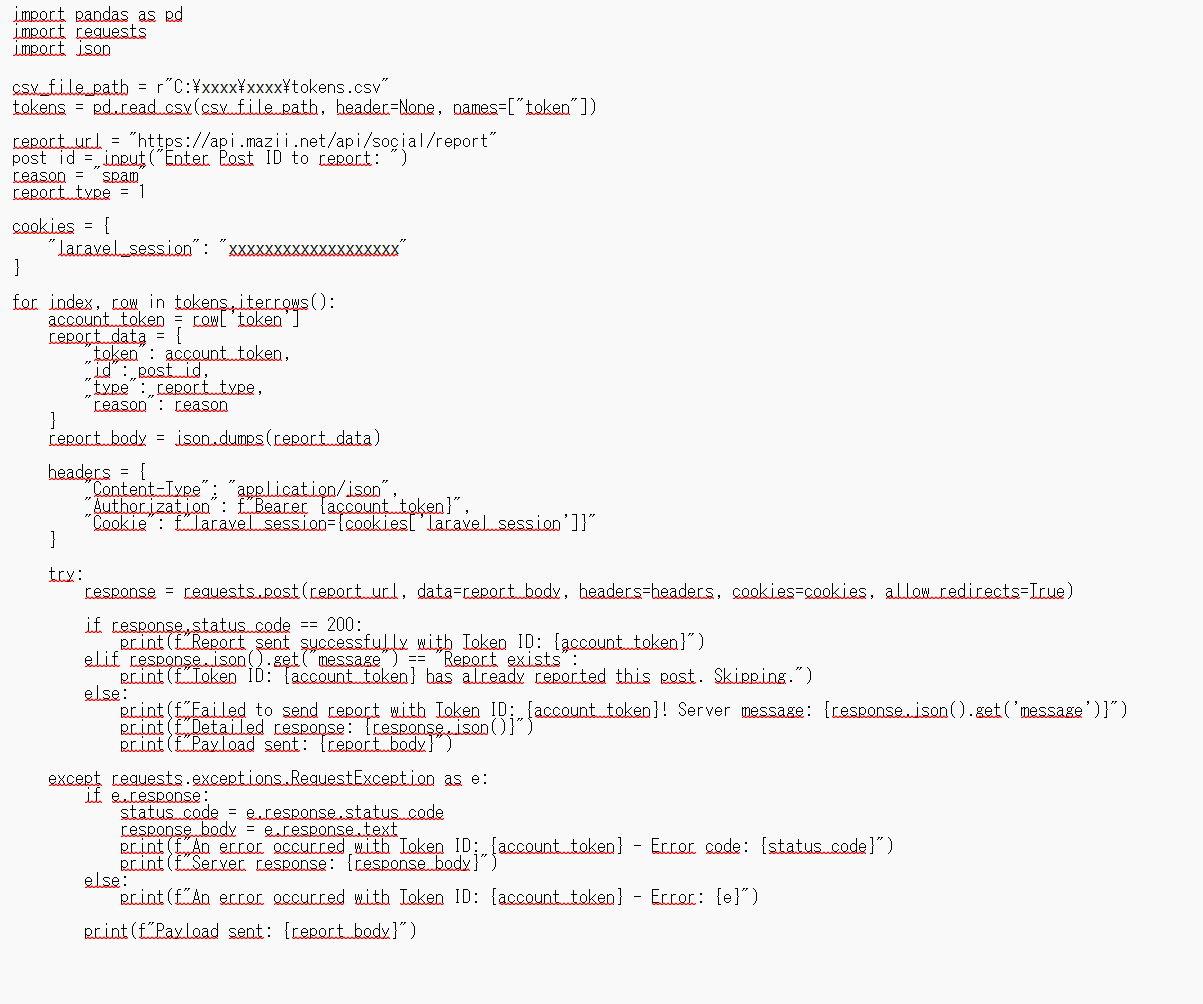 import pandas as pd
import requests
import json
csv_file_path = r"C:¥xxxx¥xxxx¥tokens.csv"
tokens = pd.read_csv(csv_file_path, header=None, names=["token"])
report_url = "https://api.mazii.net/api/social/report"
post_id = input("Enter Post ID to report: ")
reason = "spam"
report_type = 1
cookies = {
    "laravel_session": "xxxxxxxxxxxxxxxxxxx"
}
for index, row in tokens.iterrows():
    account_token = row['token']
    report_data = {
        "token": account_token,
        "id": post_id,
        "type": report_type,
        "reason": reason
    }
    report_body = json.dumps(report_data)
    headers = {
        "Content-Type": "application/json",
        "Authorization": f"Bearer {account_token}",
        "Cookie": f"laravel_session={cookies['laravel_session']}"
    }
    try:
        response = requests.post(report_url, data=report_body, headers=headers, cookies=cookies, allow_redirects=True)
        if response.status_code == 200:
            print(f"Report sent successfully with Token ID: {account_token}")
        elif response.json().get("message") == "Report exists":
            print(f"Token ID: {account_token} has already reported this post. Skipping.")
        else:
            print(f"Failed to send report with Token ID: {account_token}! Server message: {response.json().get('message')}")
            print(f"Detailed response: {response.json()}")
            print(f"Payload sent: {report_body}")
    except requests.exceptions.RequestException as e:
        if e.response:
            status_code = e.response.status_code
            response_body = e.response.text
            print(f"An error occurred with Token ID: {account_token} - Error code: {status_code}")
            print(f"Server response: {response_body}")
        else:
            print(f"An error occurred with Token ID: {account_token} - Error: {e}")
        print(f"Payload sent: {report_body}")